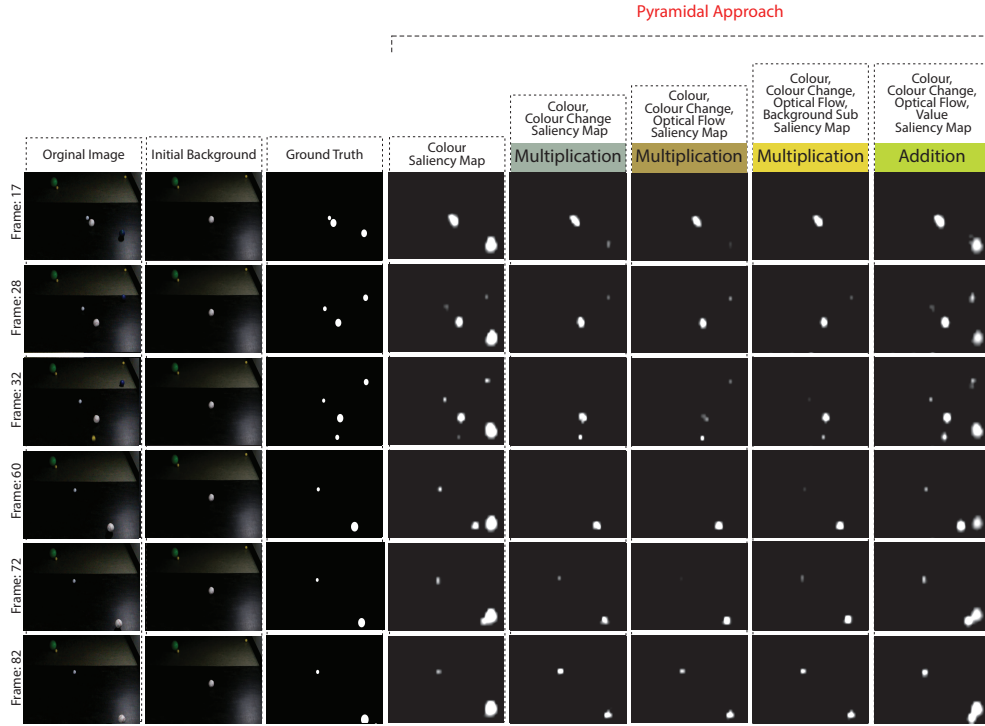 Pyramidal Approach
Orginal Image
Initial Background
Ground Truth
Colour
Saliency Map
Colour,
Colour Change
Saliency Map
Multiplication
Colour,
Colour Change,
Optical Flow
Saliency Map
Multiplication
Colour,
Colour Change,
Optical Flow,
Background Sub
Saliency Map
Multiplication
Colour,
Colour Change,
Optical Flow,
Value
Saliency Map
Addition
Frame: 17
Frame: 28
Frame: 32
Frame: 60
Frame: 72
Frame: 82